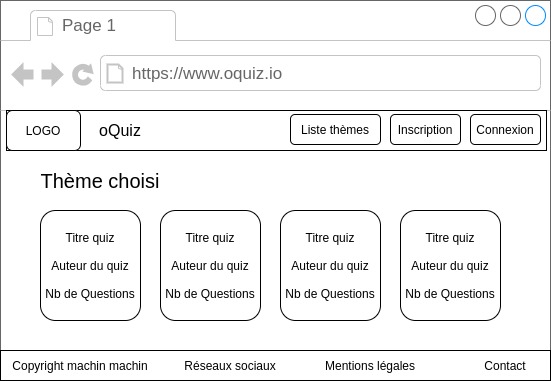 Page 1
https://www.oquiz.io
LOGO oQuiz Liste thèmes Inscription Connexion
Thème choisi
Titre quiz Titre quiz Titre quiz Titre quiz
Auteur du quiz Auteur du quiz Auteur du quiz Auteur du quiz
Nb de Questions Nb de Questions Nb de Questions Nb de Questions
Copyright machin machin Réseaux sociaux Mentions légales Contact